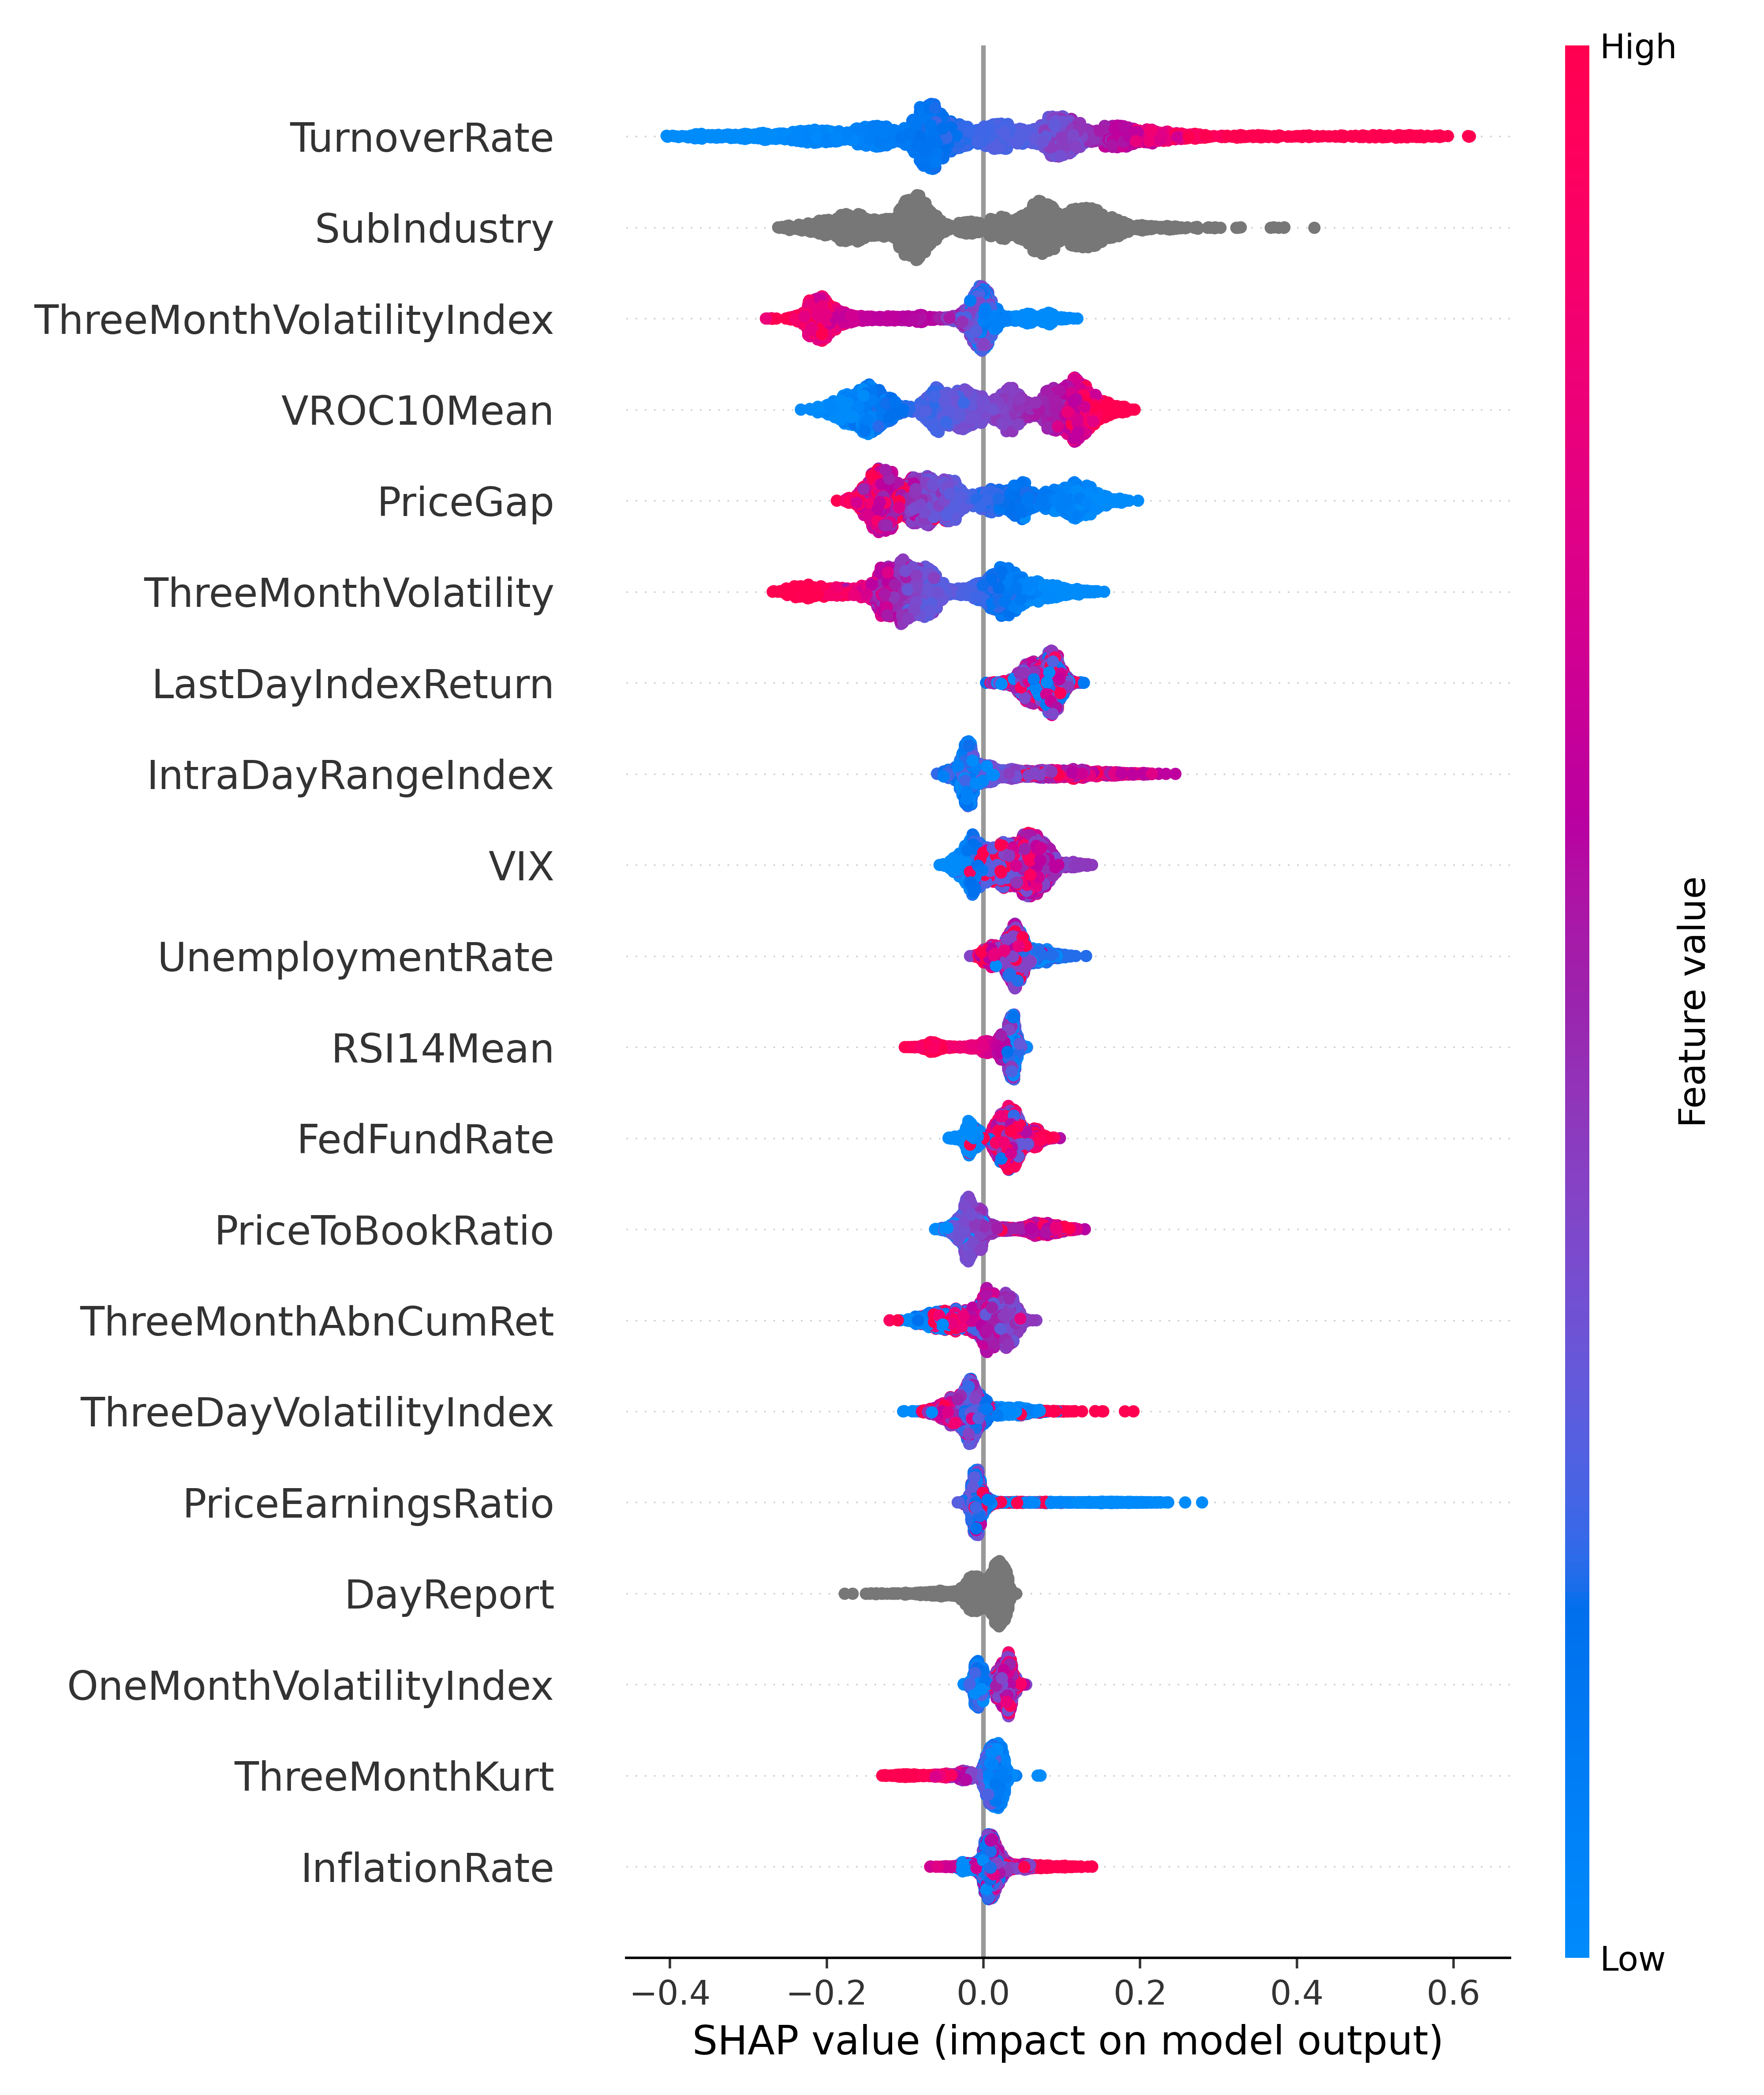 High
TurnoverRate
SubIndustry
ThreeMonthVolatilityIndex
VROC10Mean
PriceGap
ThreeMonthVolatility
LastDayIndexReturn
IntraDayRangeIndex
VIX
UnemploymentRate
RSI14Mean
FedFundRate
PriceToBookRatio
ThreeMonthAbnCumRet
ThreeDayVolatilityIndex
PriceEarningsRatio
DayReport
OneMonthVolatilityIndex
ThreeMonthKurt
InflationRate
Feature value
Low
−0.4 −0.2 0.0 0.2 0.4 0.6
SHAP value (impact on model output)